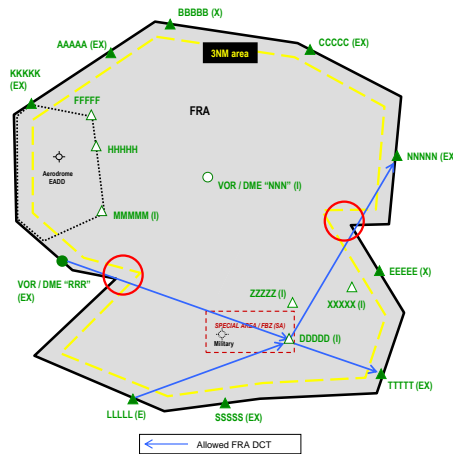 BBBBB (X)
AAAAA (EX)
CCCCC (EX)
3NM area
KKKKK
(EX)
FFFFF
FRA
HHHHH
NNNNN (EX
Aerodrome
EADD
VOR / DME “NNN” (I)
MMMMM (I)
VOR / DME “RRR”
(EX)
EEEEE (X)
ZZZZZ (I)
XXXXX (I)
SPECIAL AREA / FBZ (SA)
Military
DDDDD (I)
TTTTT (EX)
LLLLL (E)
SSSSS (EX)
Allowed FRA DCT